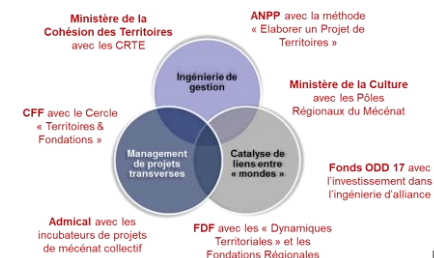 Ministère de la
Cohésion des Territoires
avec les CRTE
ANPP avec la méthode
« Elaborer un Projet de
Territoires »
Ingénierie de
gestion
Ministère de la Culture
avec les Pôles
Régionaux du Mécénat
CFF avec le Cercle
« Territoires &
Fondations »
Management
de projets
transverses
Catalyse de
liens entre
« mondes »
Fonds ODD 17 avec
l'investissement dans
l'ingénierie d'alliance
Admical avec les
incubateurs de projets
de mécénat collectif
FDF avec les « Dynamiques
Territoriales » et les
Fondations Régionales